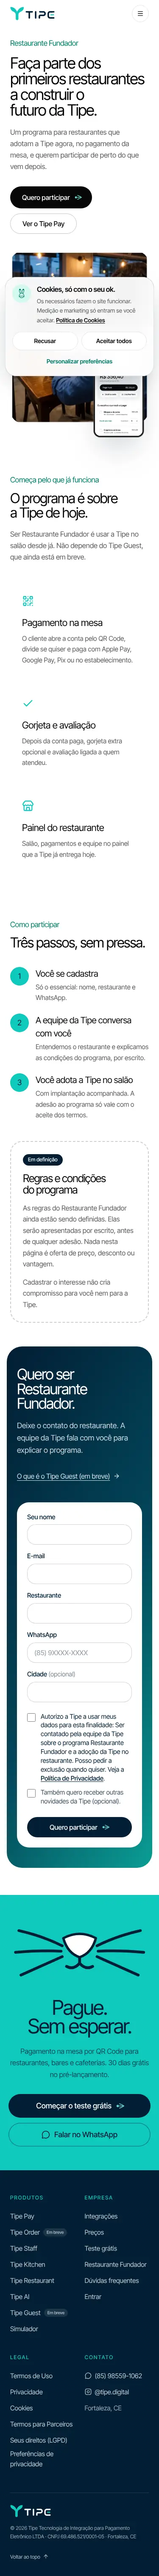 TIPE
Restaurante Fundador
Faça parte dos
primeiros restaurantes
a construir o
futuro da Tipe.
Um programa para restaurantes que
adotam a Tipe agora, no pagamento da
mesa, e querem participar de perto do que
vem depois.
Quero participar
Ver o Tipe Pay
Cookies, só com o seu ok.
Os necessários fazem o site funcionar.
Medição e marketing só entram se você
aceitar. Política de Cookies
Recusar
Aceitar todos
Personalizar preferências
Começa pelo que já funciona
O programa é sobre
a Tipe de hoje.
Ser Restaurante Fundador é usar a Tipe no
salão desde já. Não depende do Tipe Guest,
que ainda está em breve.
Pagamento na mesa
O cliente abre a conta pelo QR Code,
divide se quiser e paga com Apple Pay,
Google Pay, Pix ou no estabelecimento.
Gorjeta e avaliação
Depois da conta paga, gorjeta extra
opcional e avaliação ligada a quem
atendeu.
Painel do restaurante
Salão, pagamentos e equipe no painel
que a Tipe já entrega hoje.
Como participar
Três passos, sem pressa.
1
Você se cadastra
Só o essencial: nome, restaurante e
WhatsApp.
2
A equipe da Tipe conversa
com você
Entendemos o restaurante e explicamos
as condições do programa, por escrito.
3
Você adota a Tipe no salão
Com implantação acompanhada. A
adesão ao programa só vale com o
aceite dos termos.
Em definição
Regras e condições
do programa
As regras do Restaurante Fundador
ainda estão sendo definidas. Elas
serão apresentadas por escrito, antes
de qualquer adesão. Nada nesta
página é oferta de preço, desconto ou
vantagem.
Cadastrar o interesse não cria
compromisso para você nem para a
Tipe.
Quero ser
Restaurante
Fundador.
Deixe o contato do restaurante. A
equipe da Tipe fala com você para
explicar o programa.
O que é o Tipe Guest (em breve)
Seu nome
E-mail
Restaurante
WhatsApp
(85) 9XXXX-XXXX
Cidade (opcional)
Autorizo a Tipe a usar meus
dados para esta finalidade: Ser
contatado pela equipe da Tipe
sobre o programa Restaurante
Fundador e a adoção da Tipe no
restaurante. Posso pedir a
exclusão quando quiser. Veja a
Política de Privacidade.
Também quero receber outras
novidades da Tipe (opcional).
Quero participar
Pague.
Sem esperar.
Pagamento na mesa por QR Code para
restaurantes, bares e cafeterias. 30 dias grátis
no pré-lançamento.
Começar o teste grátis
Falar no WhatsApp
PRODUTOS
Tipe Pay
Tipe Order Em breve
Tipe Staff
Tipe Kitchen
Tipe Restaurant
Tipe AI
Tipe Guest Em breve
Simulador
EMPRESA
Integrações
Preços
Teste grátis
Restaurante Fundador
Dúvidas frequentes
Entrar
LEGAL
Termos de Uso
Privacidade
Cookies
Termos para Parceiros
Seus direitos (LGPD)
Preferências de
privacidade
CONTATO
(85) 98559-1062
@tipe.digital
Fortaleza, CE
TIPE
© 2026 Tipe Tecnologia de Integração para Pagamento
Eletrônico LTDA · CNPJ 69.486.521/0001-05 · Fortaleza, CE
Voltar ao topo